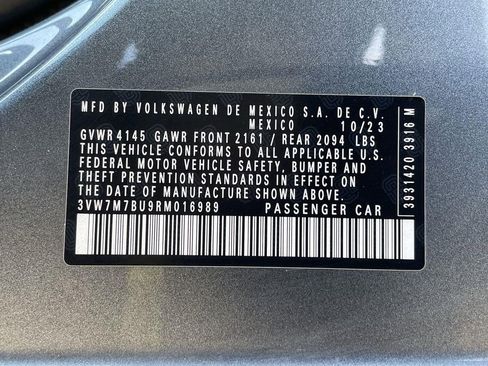 MFD BY VOLKSWAGEN DE MEXICO S.A. DE C.V.
MEXICO 10/23
GVWR 4145 GAWR FRONT 2161 / REAR 2094 LBS
THIS VEHICLE CONFORMS TO ALL APPLICABLE U.S.
FEDERAL MOTOR VEHICLE SAFETY, BUMPER AND
THEFT PREVENTION STANDARDS IN EFFECT ON
THE DATE OF MANUFACTURE SHOWN ABOVE
3VW7M7BU9RM016989 PASSENGER CAR
3931420 3916 M